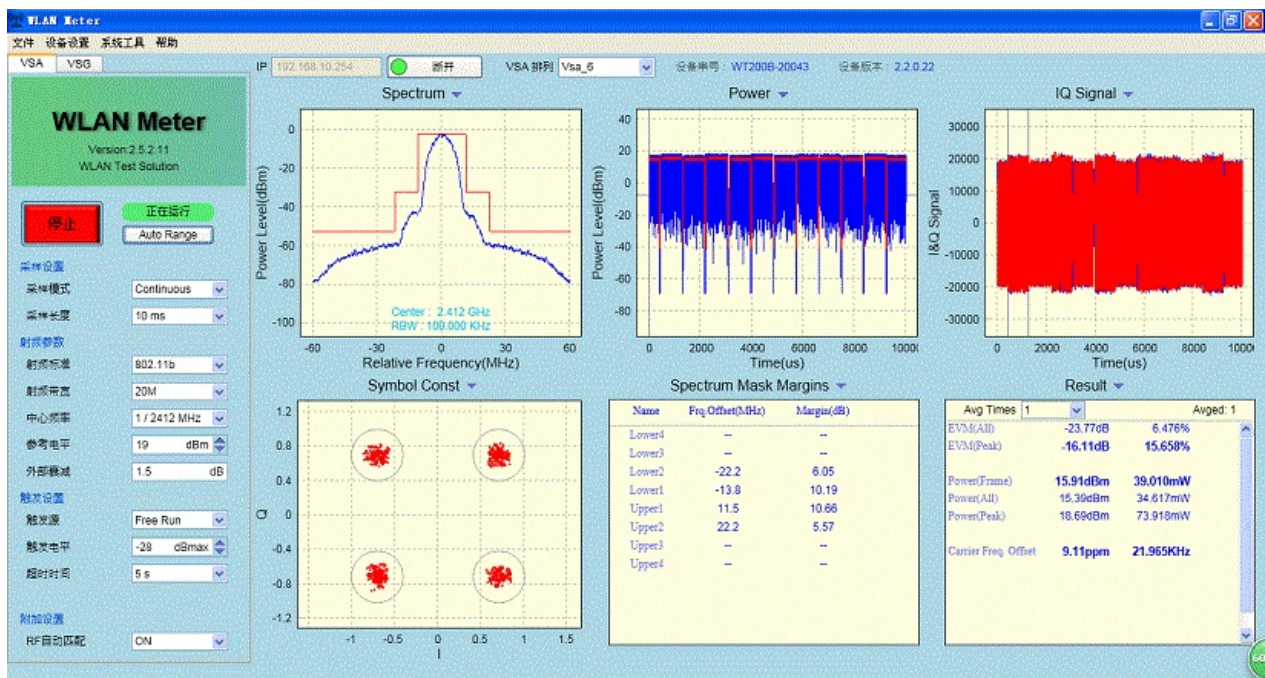 WLAN Meter
文件 设备设置 系统工具 帮助
VSA VSG
IP 192.168.10.254 断开 VSA 排列 Vsa_6 设备串号: WT200B-20043 设备版本: 2.2.0.22
WLAN Meter
Version:2.5.2.11
WLAN Test Solution
停止 正在运行
Auto Range
采样设置
采样模式 Continuous
采样长度 10 ms
射频参数
射频标准 802.11b
射频带宽 20M
中心频率 1 / 2412 MHz
参考电平 19 dBm
外部衰减 1.5 dB
触发设置
触发源 Free Run
触发电平 -28 dBmax
超时时间 5 s
附加设置
RF自动匹配 ON
Spectrum
Power Level(dBm)
0
-20
-40
-60
-80
-100
Center : 2.412 GHz
RBW : 100.000 KHz
-60 -30 0 30 60
Relative Frequency(MHz)
Power
Power Level(dBm)
40
20
0
-20
-40
-60
-80
0 2000 4000 6000 8000 1000
Time(us)
IQ Signal
I&Q Signal
30000
20000
10000
0
-10000
-20000
-30000
0 2000 4000 6000 8000 1000
Time(us)
Symbol Const
Q
1.2
0.8
0.4
0
-0.4
-0.8
-1.2
-1 -0.5 0 0.5 1 1.5
I
Spectrum Mask Margins
Name Frq.Offset(MHz) Margin(dB)
Lower4 -- --
Lower3 -- --
Lower2 -22.2 6.05
Lower1 -13.8 10.19
Upper1 11.5 10.66
Upper2 22.2 5.57
Upper3 -- --
Upper4 -- --
Result
Avg Times 1 Avged: 1
EVM(All) -23.77dB 6.476%
EVM(Peak) -16.11dB 15.658%
Power(Frame) 15.91dBm 39.010mW
Power(All) 15.39dBm 34.617mW
Power(Peak) 18.69dBm 73.918mW
Carrier Freq. Offset 9.11ppm 21.965KHz